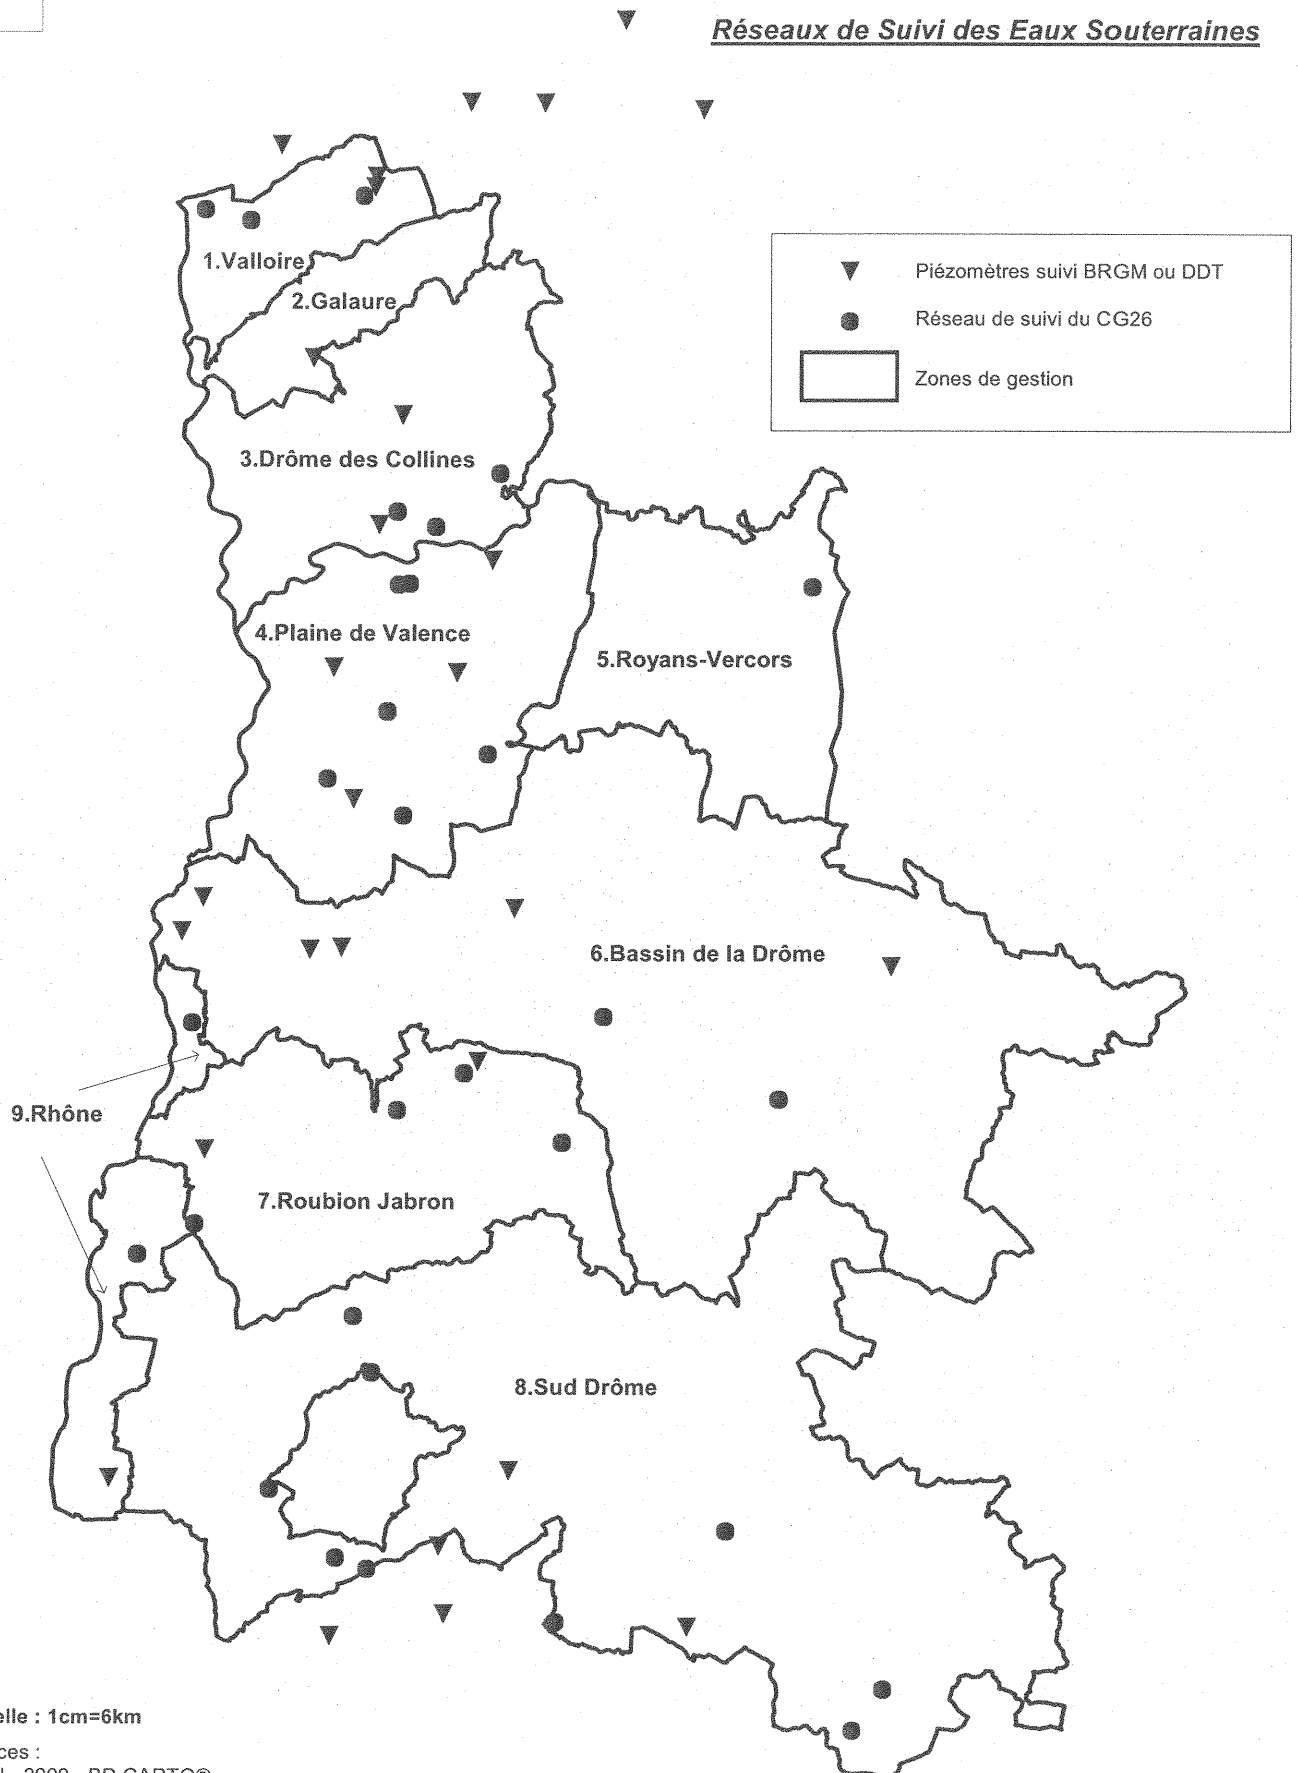 Réseaux de Suivi des Eaux Souterraines
Piézomètres suivi BRGM ou DDT
Réseau de suivi du CG26
Zones de gestion
1.Valloire
2.Galaure
3.Drôme des Collines
4.Plaine de Valence
5.Royans-Vercors
6.Bassin de la Drôme
9.Rhône
7.Roubion Jabron
8.Sud Drôme
elle : 1cm=6km
ces :